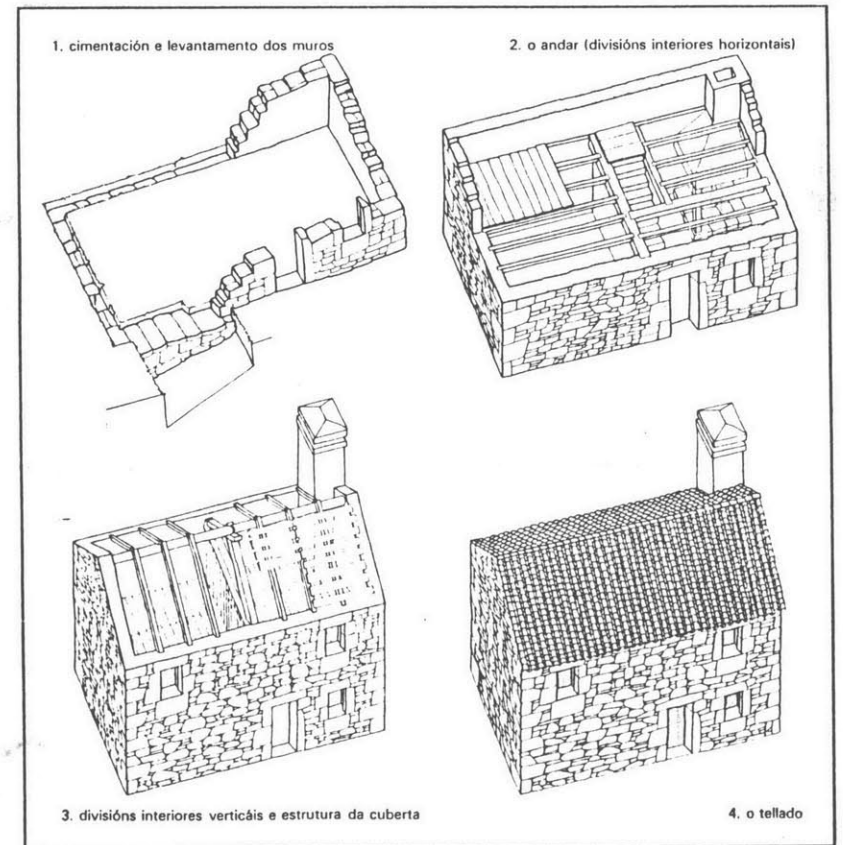 1. cimentación e levantamento dos muros
2. o andar (divisións interiores horizontais)
3. divisións interiores verticáis e estrutura da cuberta
4. o tellado